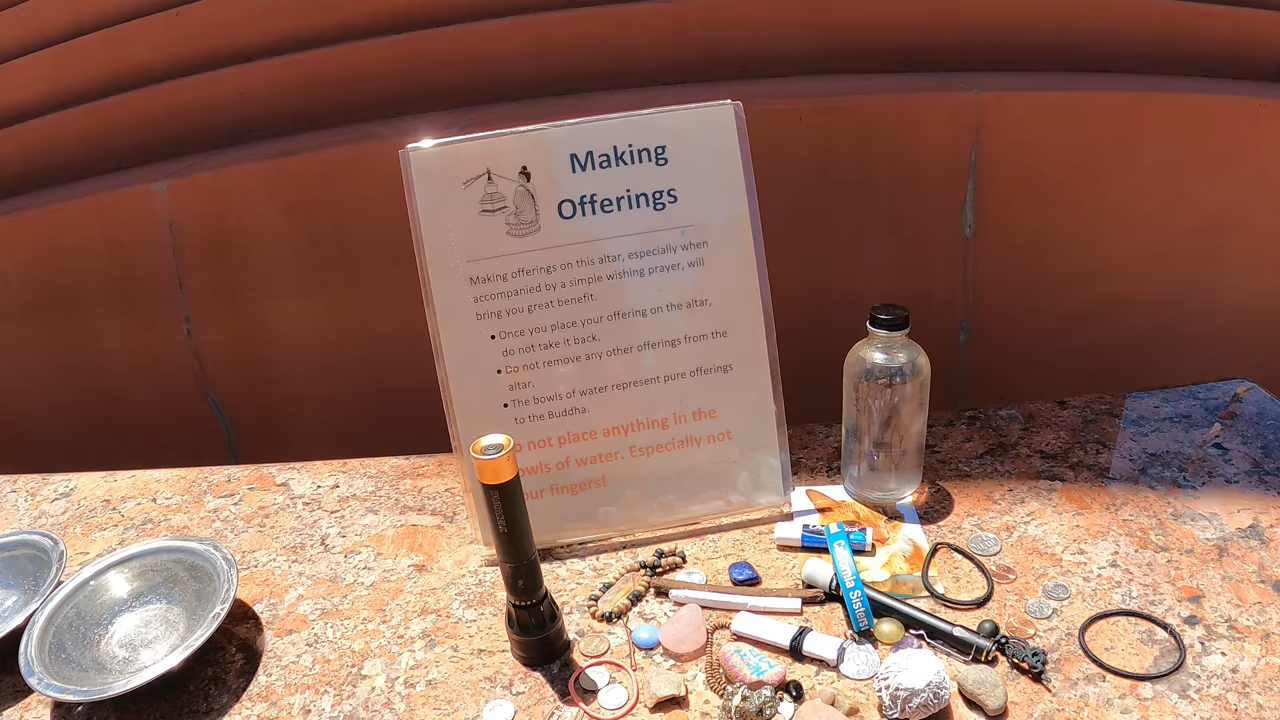 Making
Offerings
Making offerings on this altar, especially when
accompanied by a simple wishing prayer, will
bring you great benefit.
• Once you place your offering on the altar,
do not take it back.
• Do not remove any other offerings from the
altar.
• The bowls of water represent pure offerings
to the Buddha.
not place anything in the
of water. Especially not
fingers!
DURACELL
California Sisters